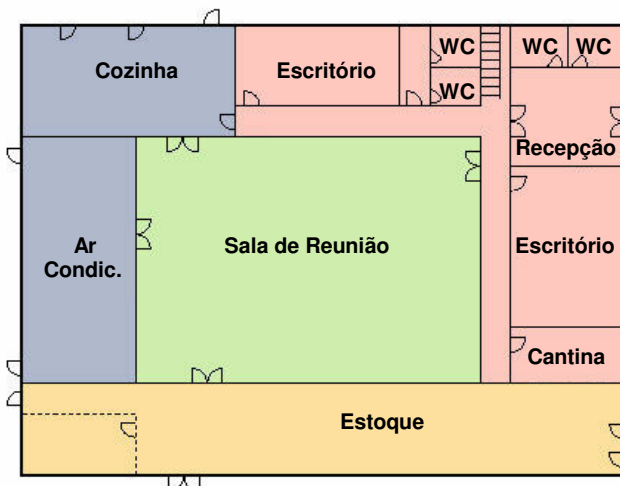 WC
WC
WC
Cozinha
Escritório
WC
Recepção
Ar
Condic.
Sala de Reunião
Escritório
Cantina
Estoque